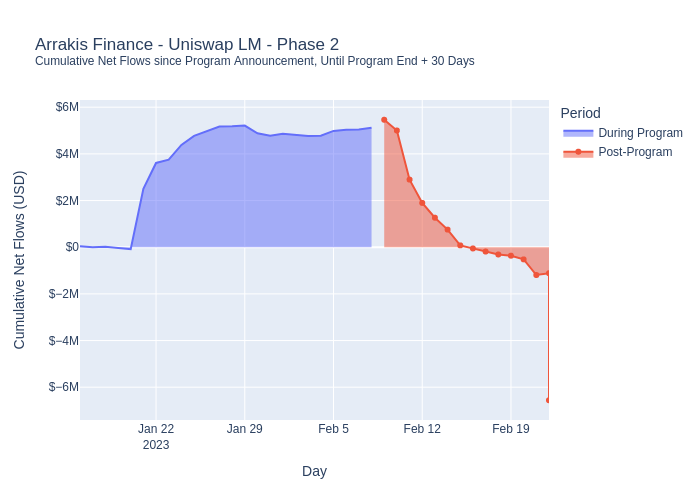 Arrakis Finance - Uniswap LM - Phase 2
Cumulative Net Flows since Program Announcement, Until Program End + 30 Days
Period
During Program
Post-Program
Cumulative Net Flows (USD)
$6M
$4M
$2M
$0
$−2M
$−4M
$−6M
Jan 22
2023
Jan 29
Feb 5
Feb 12
Feb 19
Day